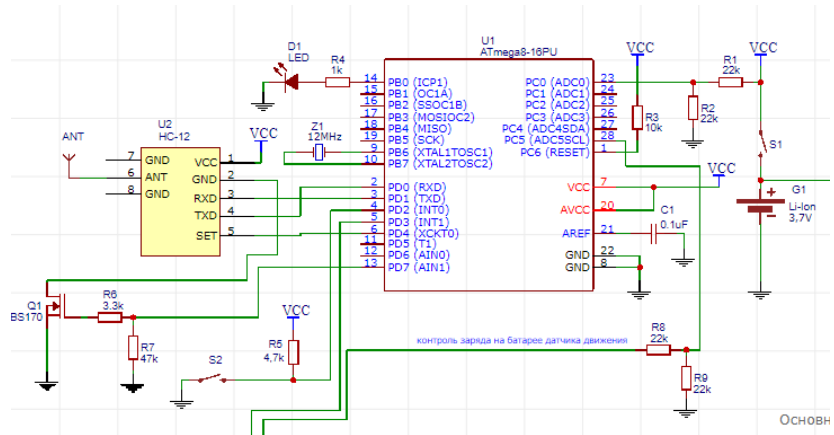 U1
ATmega8-16PU
D1
LED
R4
1k
VCC
R1
22k
VCC
14 PB0 (ICP1)
15 PB1 (OC1A)
16 PB2 (SSOC1B)
17 PB3 (MOSIOC2)
18 PB4 (MISO)
19 PB5 (SCK)
9 PB6 (XTAL1TOSC1)
10 PB7 (XTAL2TOSC2)
2 PD0 (RXD)
3 PD1 (TXD)
4 PD2 (INT0)
5 PD3 (INT1)
6 PD4 (XCKT0)
11 PD5 (T1)
12 PD6 (AIN0)
13 PD7 (AIN1)
PC0 (ADC0) 23
PC1 (ADC1) 24
PC2 (ADC2) 25
PC3 (ADC3) 26
PC4 (ADC4SDA) 27
PC5 (ADC5SCL) 28
PC6 (RESET) 1
VCC 7
AVCC 20
AREF 21
GND 22
GND 8
R3
10k
R2
22k
S1
VCC
G1
Li-Ion
3,7V
C1
0.1uF
U2
HC-12
VCC
Z1
12MHz
ANT
7 GND
6 ANT
8 GND
VCC 1
GND 2
RXD 3
TXD 4
SET 5
Q1
BS170
R6
3.3k
R7
47k
VCC
R5
4,7k
S2
контроль заряда на батарее датчика движения
R8
22k
R9
22k
Основн